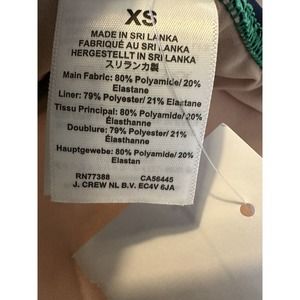 XS
MADE IN SRI LANKA
FABRIQUÉ AU SRI LANKA
HERGESTELLT IN SRI LANKA
スリランカ製
Main Fabric: 80% Polyamide/ 20%
Elastane
Liner: 79% Polyester/ 21% Elastane
Tissu Principal: 80% Polyamide/ 20%
Élasthanne
Doublure: 79% Polyester/ 21%
Élasthanne
Hauptgewebe: 80% Polyamide/ 20%
Elastan
RN77388 CA56445
J. CREW NL B.V. EC4V 6JA